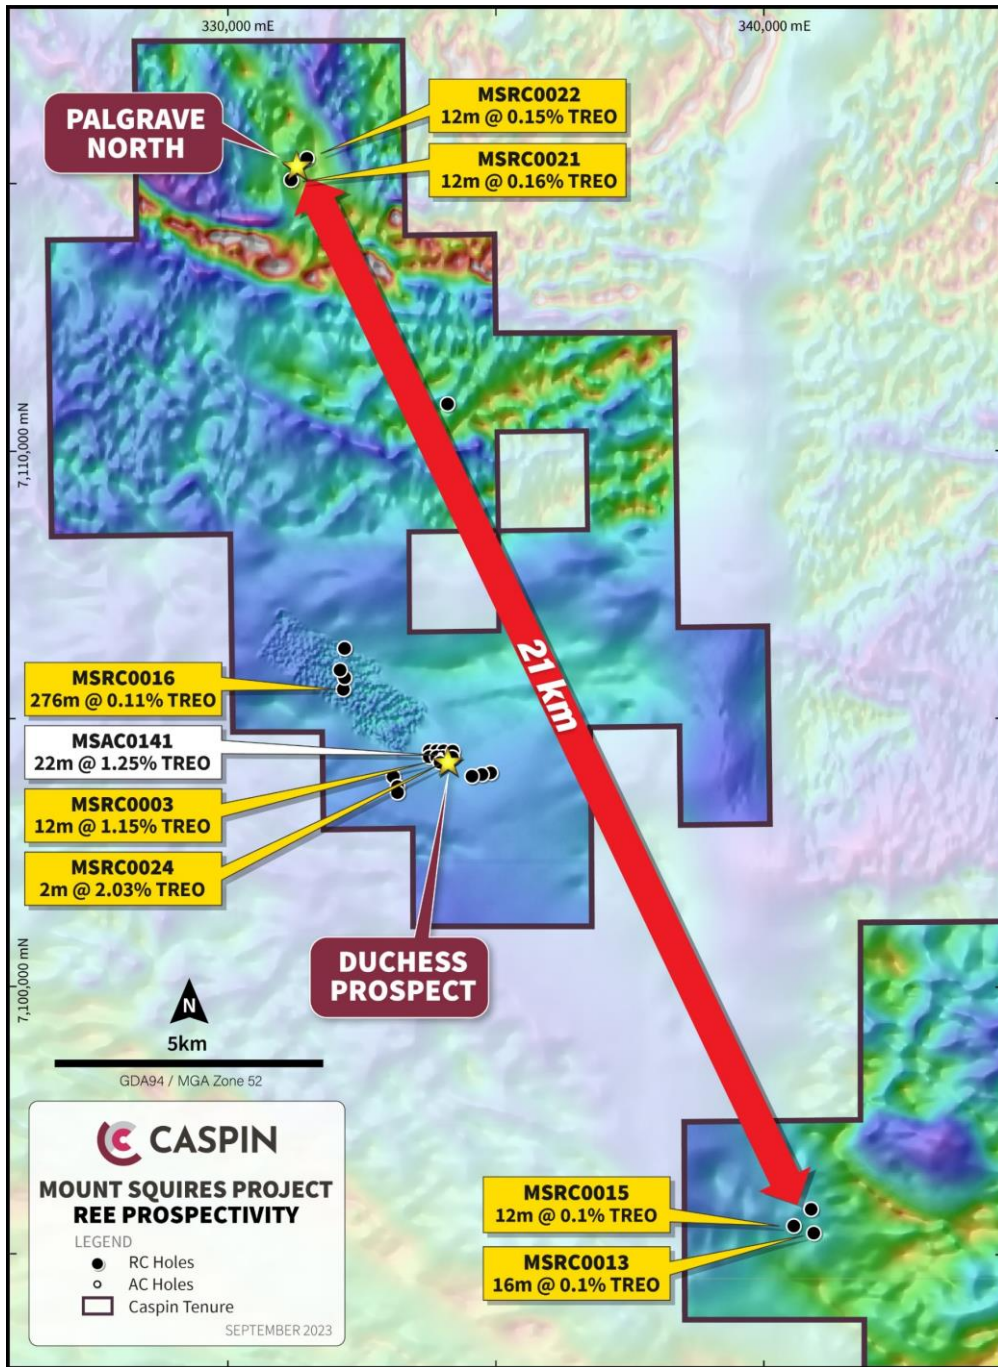 330,000 mE
340,000 mE
PALGRAVE
NORTH
MSRC0022
12m @ 0.15% TREO
MSRC0021
12m @ 0.16% TREO
7,110,000 mN
21 km
MSRC0016
276m @ 0.11% TREO
MSAC0141
22m @ 1.25% TREO
MSRC0003
12m @ 1.15% TREO
MSRC0024
2m @ 2.03% TREO
DUCHESS
PROSPECT
7,100,000 mN
N
5km
GDA94 / MGA Zone 52
CASPIN
MOUNT SQUIRES PROJECT
REE PROSPECTIVITY
LEGEND
RC Holes
AC Holes
Caspin Tenure
SEPTEMBER 2023
MSRC0015
12m @ 0.1% TREO
MSRC0013
16m @ 0.1% TREO